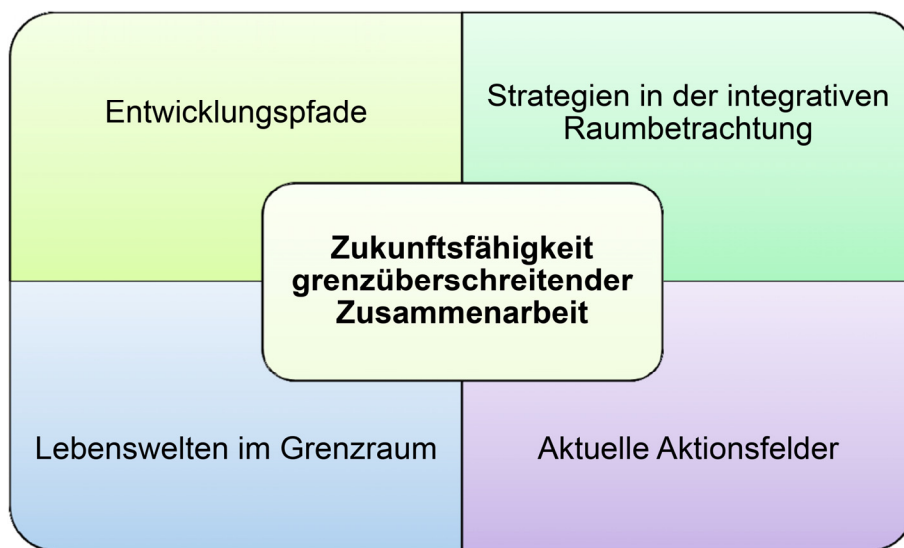 Entwicklungspfade
Strategien in der integrativen
Raumbetrachtung
Zukunftsfähigkeit
grenzüberschreitender
Zusammenarbeit
Lebenswelten im Grenzraum
Aktuelle Aktionsfelder